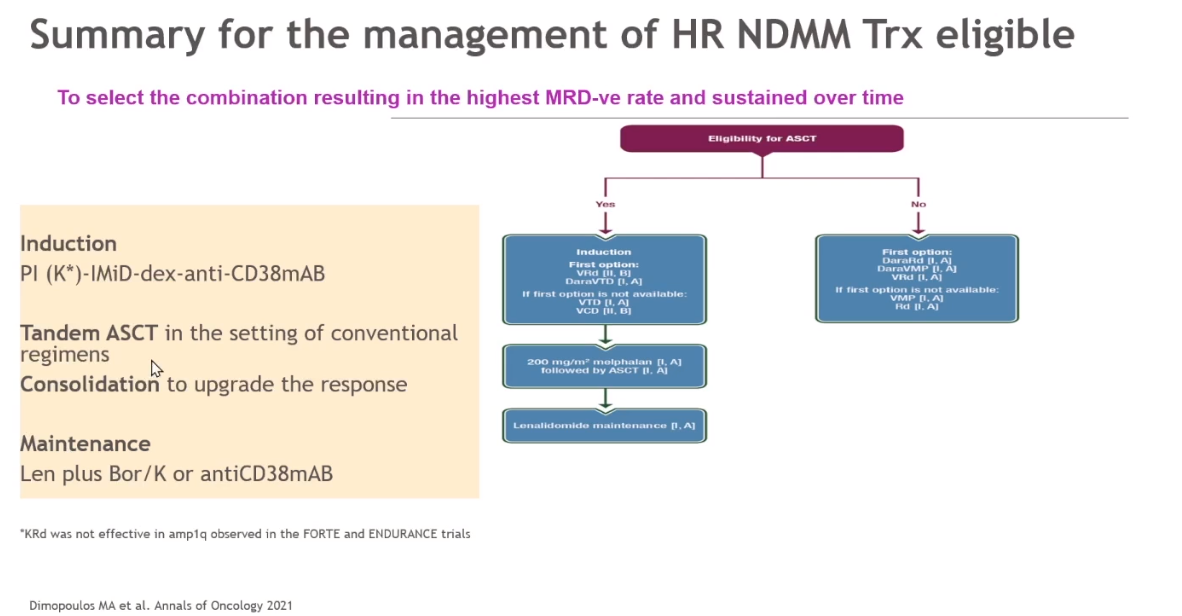 Summary for the management of HR NDMM Trx eligible
To select the combination resulting in the highest MRD-ve rate and sustained over time
Induction
PI (K*)-IMiD-dex-anti-CD38mAB
Tandem ASCT in the setting of conventional
regimens
Consolidation to upgrade the response
Maintenance
Len plus Bor/K or antiCD38mAB
Eligibility for ASCT
Yes
Induction
First option:
VRd [II, B]
DaraVTD [I, A]
If first option is not available:
VTD [I, A]
VCD [II, B]
200 mg/m² melphalan [I, A]
followed by ASCT [I, A]
Lenalidomide maintenance [I, A]
No
First option:
DaraRd [I, A]
DaraVMP [I, A]
VRd [I, A]
If first option is not available:
VMP [I, A]
Rd [I, A]
*KRd was not effective in amp1q observed in the FORTE and ENDURANCE trials
Dimopoulos MA et al. Annals of Oncology 2021